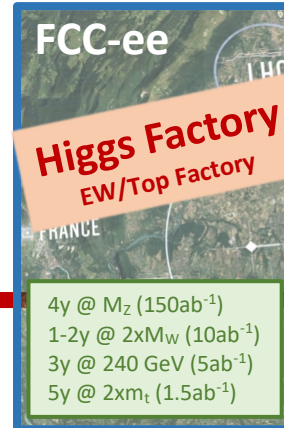 FCC-ee
LHC
Higgs Factory
EW/Top Factory
FRANCE
4y @ M_Z (150ab⁻¹)
1-2y @ 2xM_W (10ab⁻¹)
3y @ 240 GeV (5ab⁻¹)
5y @ 2xm_t (1.5ab⁻¹)